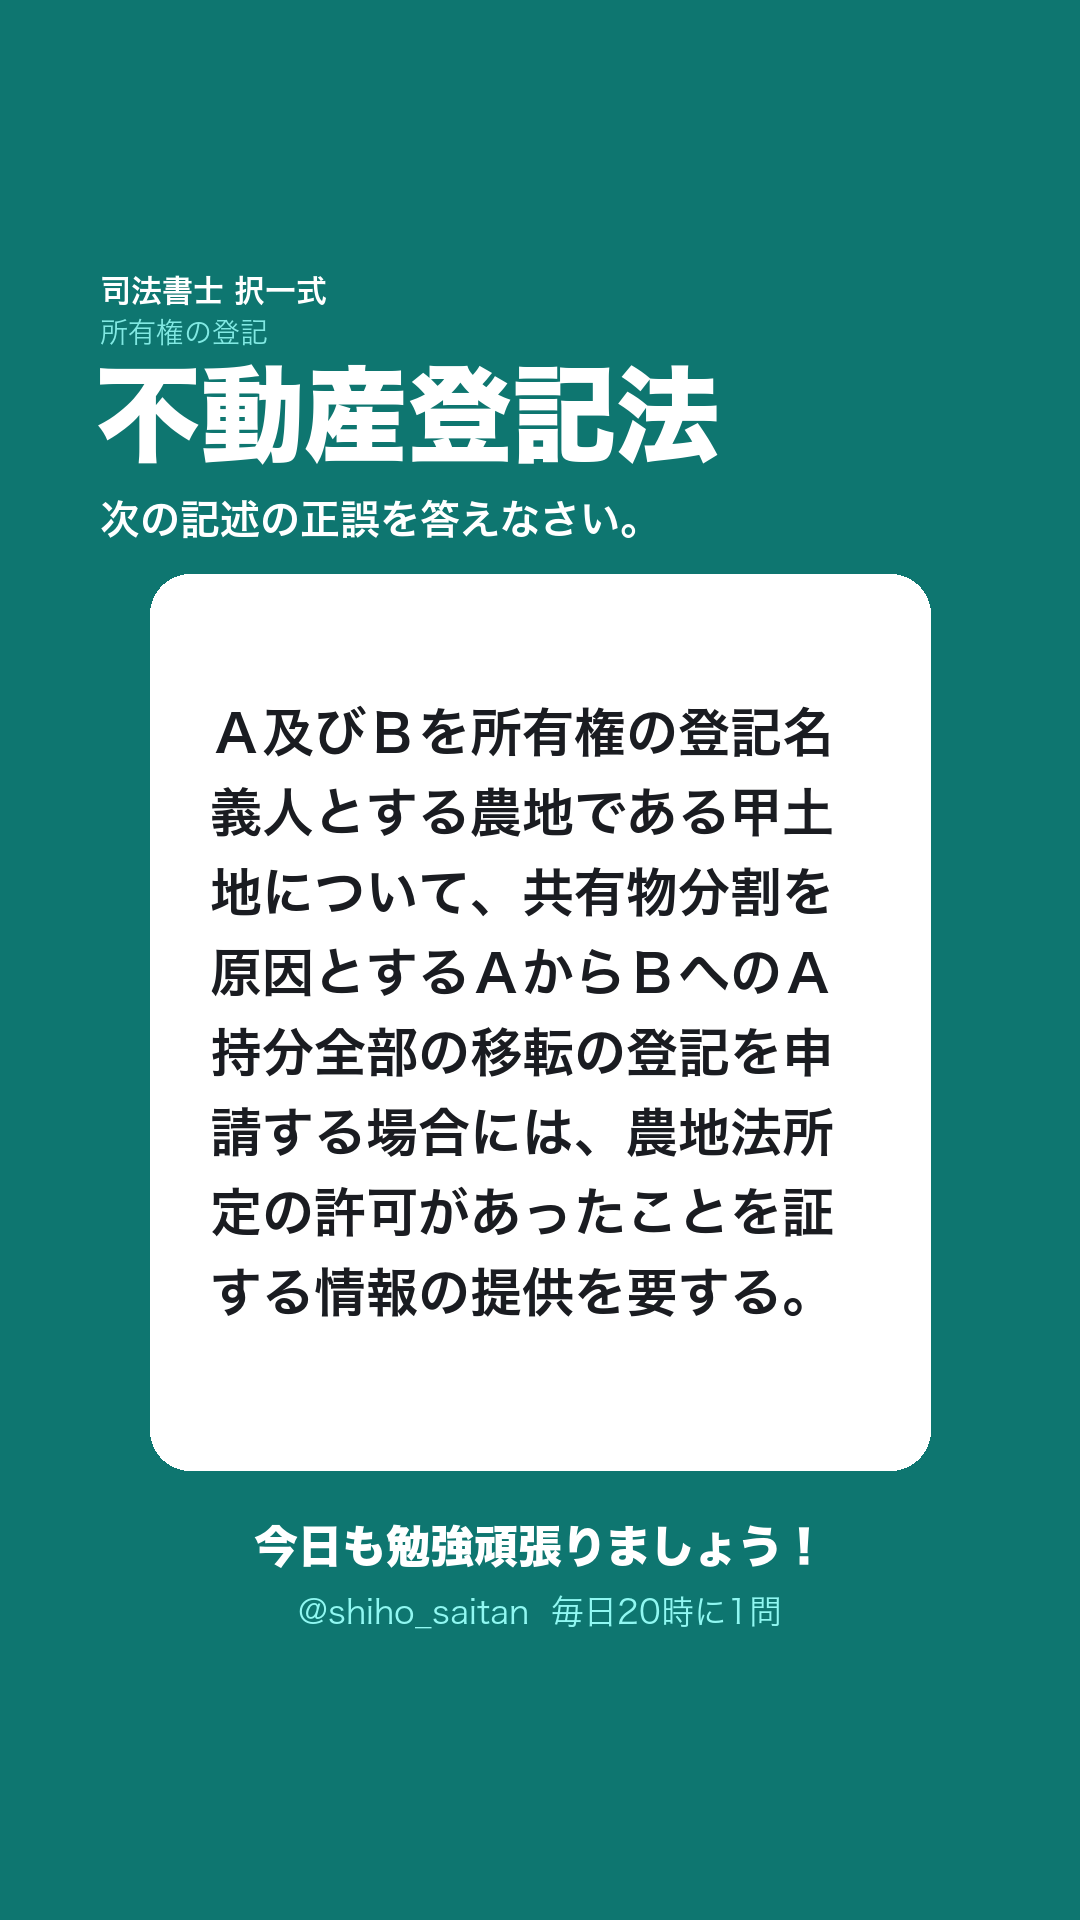 司法書士 択一式
所有権の登記
不動産登記法
次の記述の正誤を答えなさい。
Ａ及びＢを所有権の登記名
義人とする農地である甲土
地について、共有物分割を
原因とするＡからＢへのＡ
持分全部の移転の登記を申
請する場合には、農地法所
定の許可があったことを証
する情報の提供を要する。
今日も勉強頑張りましょう！
@shiho_saitan 毎日20時に1問